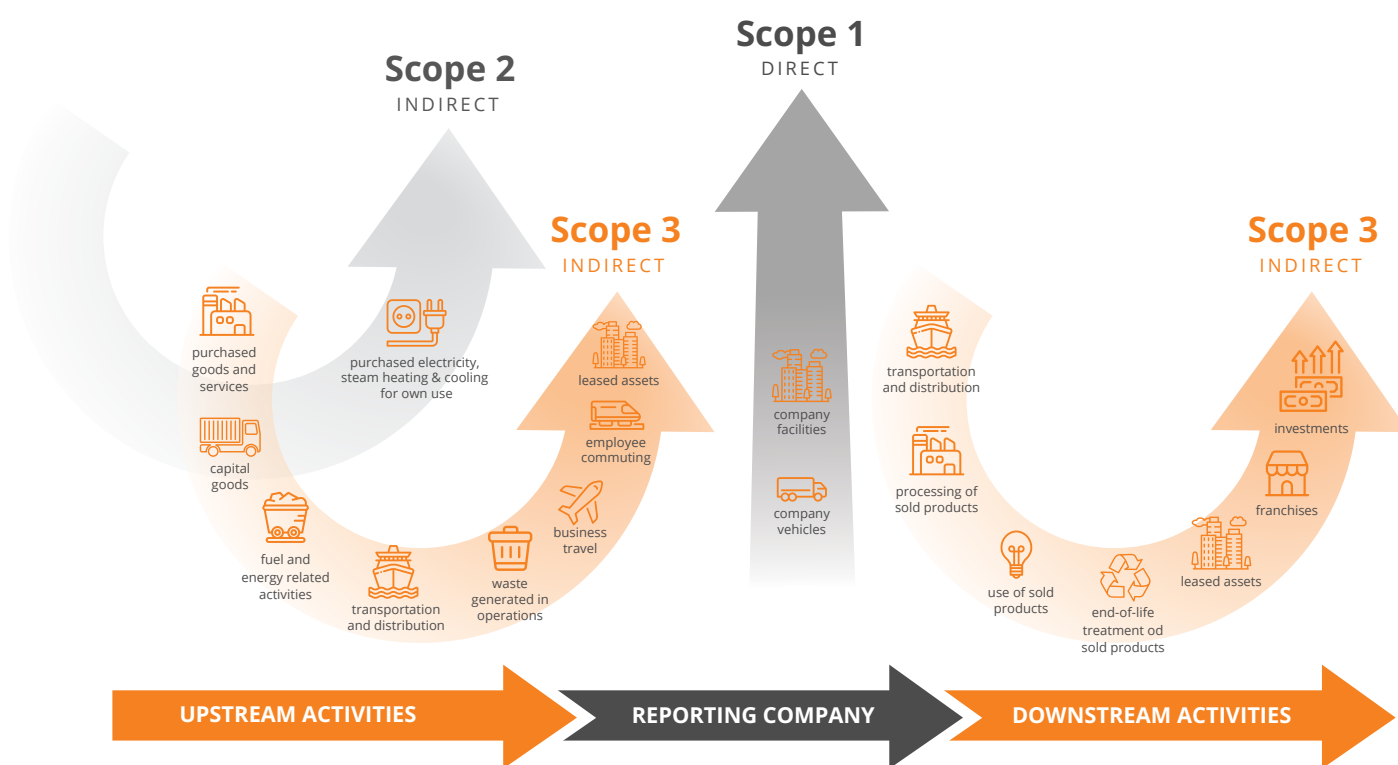 Scope 2
INDIRECT
Scope 1
DIRECT
Scope 3
INDIRECT
Scope 3
INDIRECT
purchased
goods and
services
capital
goods
fuel and
energy related
activities
transportation
and distribution
waste
generated in
operations
business
travel
employee
commuting
leased assets
purchased electricity,
steam heating & cooling
for own use
company
facilities
company
vehicles
transportation
and distribution
processing of
sold products
use of sold
products
end-of-life
treatment od
sold products
leased assets
franchises
investments
UPSTREAM ACTIVITIES
REPORTING COMPANY
DOWNSTREAM ACTIVITIES